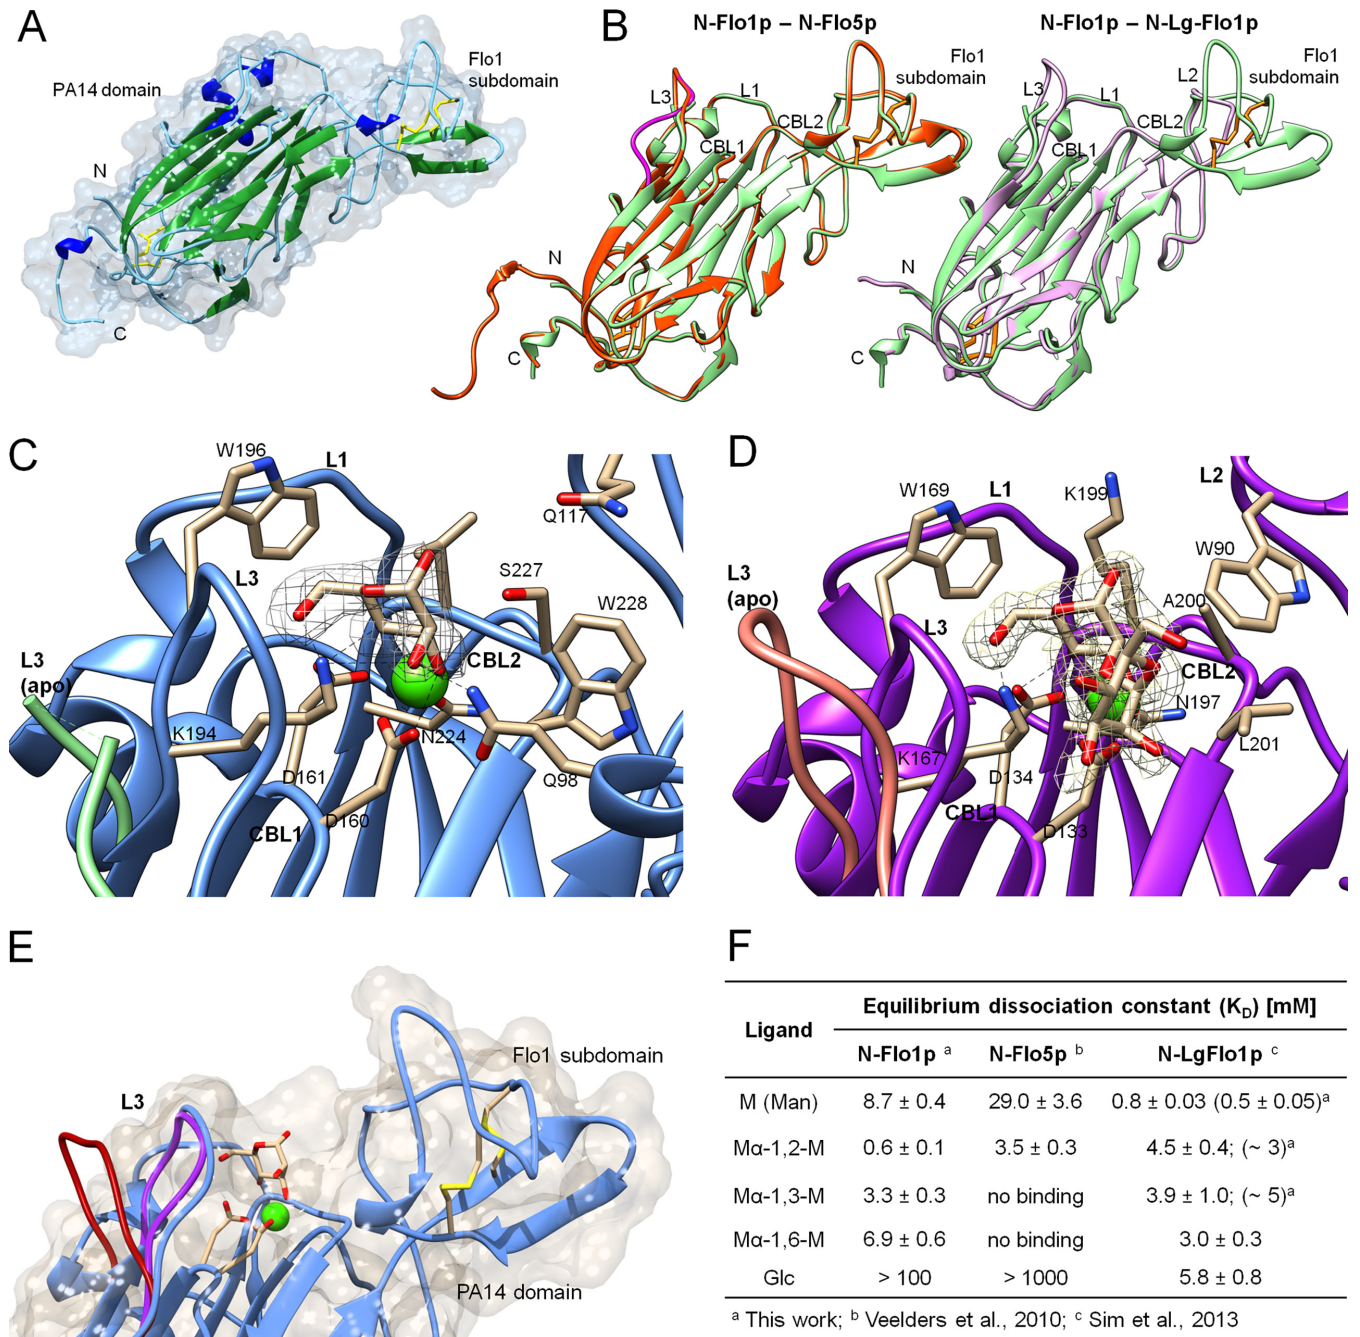 A
PA14 domain
Flo1
subdomain
N
C
B
N-Flo1p – N-Flo5p
N-Flo1p – N-Lg-Flo1p
Flo1
subdomain
L3
L1
CBL2
CBL1
N
C
Flo1
subdomain
L2
L3
L1
CBL2
CBL1
N
C
C
W196
L1
Q117
L3
S227
W228
CBL2
L3
(apo)
K194
N224
D161
Q98
CBL1
D160
D
W169
L1
K199
L2
W90
L3
(apo)
L3
A200
CBL2
N197
K167
D134
L201
CBL1
D133
E
Flo1 subdomain
L3
PA14 domain
F
Ligand
Equilibrium dissociation constant (K_D) [mM]
N-Flo1p ᵃ N-Flo5p ᵇ N-LgFlo1p ᶜ
M (Man) 8.7 ± 0.4 29.0 ± 3.6 0.8 ± 0.03 (0.5 ± 0.05)ᵃ
Mα-1,2-M 0.6 ± 0.1 3.5 ± 0.3 4.5 ± 0.4; (~ 3)ᵃ
Mα-1,3-M 3.3 ± 0.3 no binding 3.9 ± 1.0; (~ 5)ᵃ
Mα-1,6-M 6.9 ± 0.6 no binding 3.0 ± 0.3
Glc > 100 > 1000 5.8 ± 0.8
ᵃ This work; ᵇ Veelders et al., 2010; ᶜ Sim et al., 2013